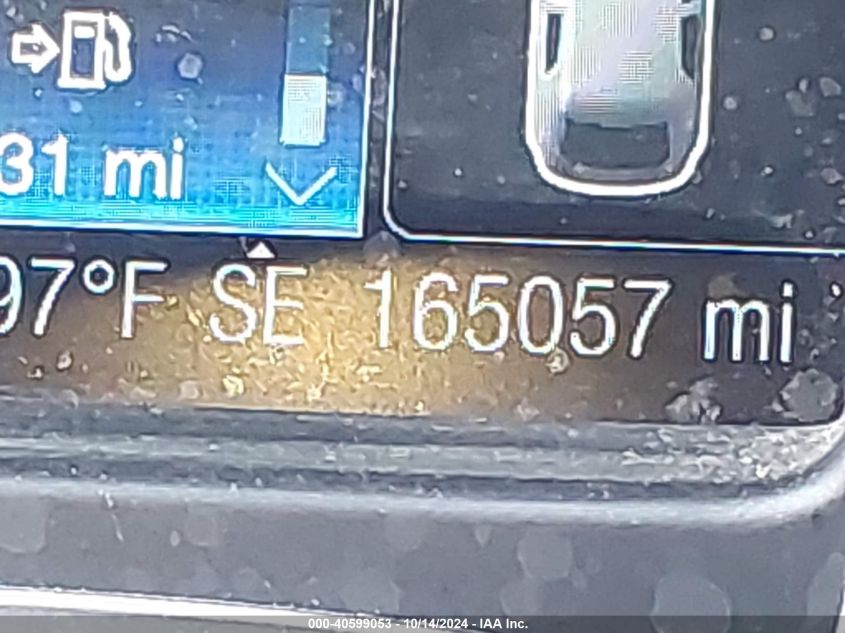 31 mi
97°F SE 165057 mi
000-40599053 - 10/14/2024 - IAA Inc.